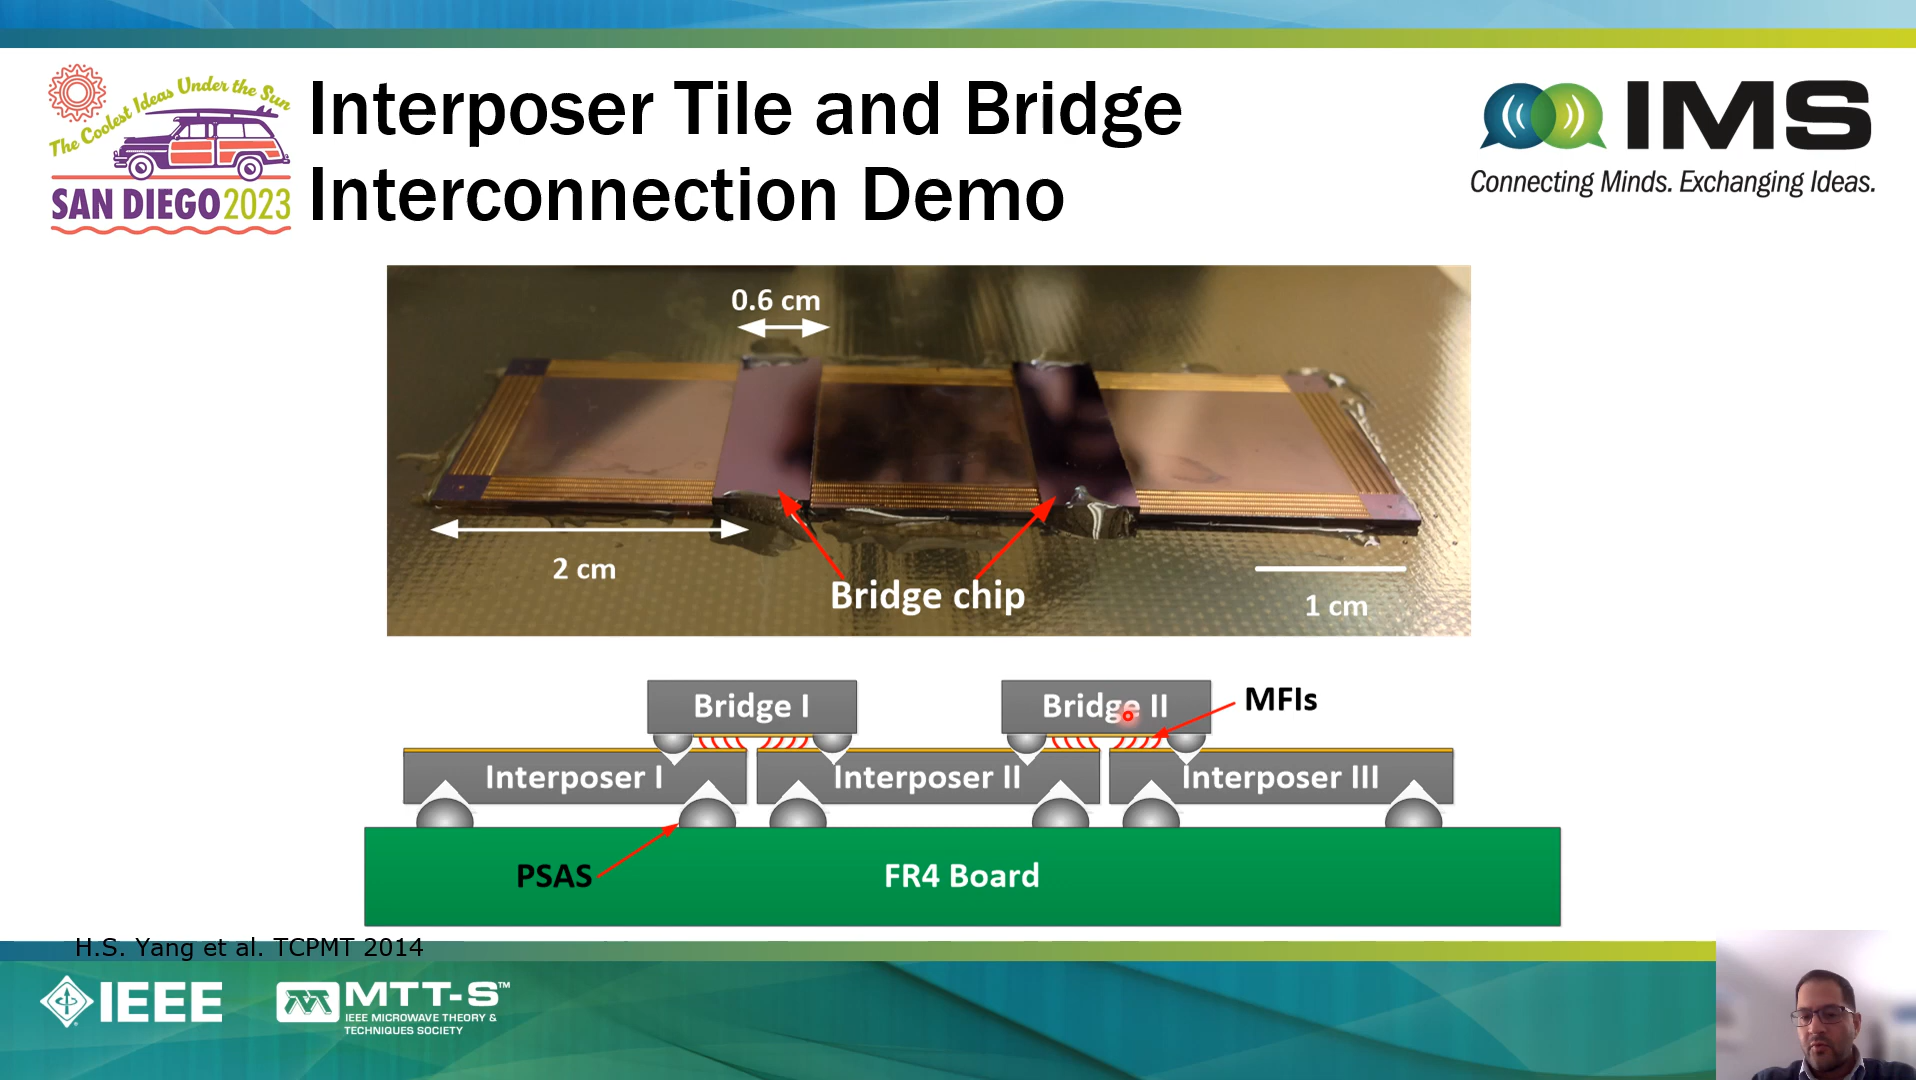 The Coolest Ideas Under the Sun
SAN DIEGO 2023
Interposer Tile and Bridge
Interconnection Demo
IMS
Connecting Minds. Exchanging Ideas.
0.6 cm
2 cm
Bridge chip
1 cm
Bridge I
Bridge II
MFIs
Interposer I
Interposer II
Interposer III
PSAS
FR4 Board
H.S. Yang et al. TCPMT 2014
IEEE
MTT-S™
IEEE MICROWAVE THEORY &
TECHNIQUES SOCIETY